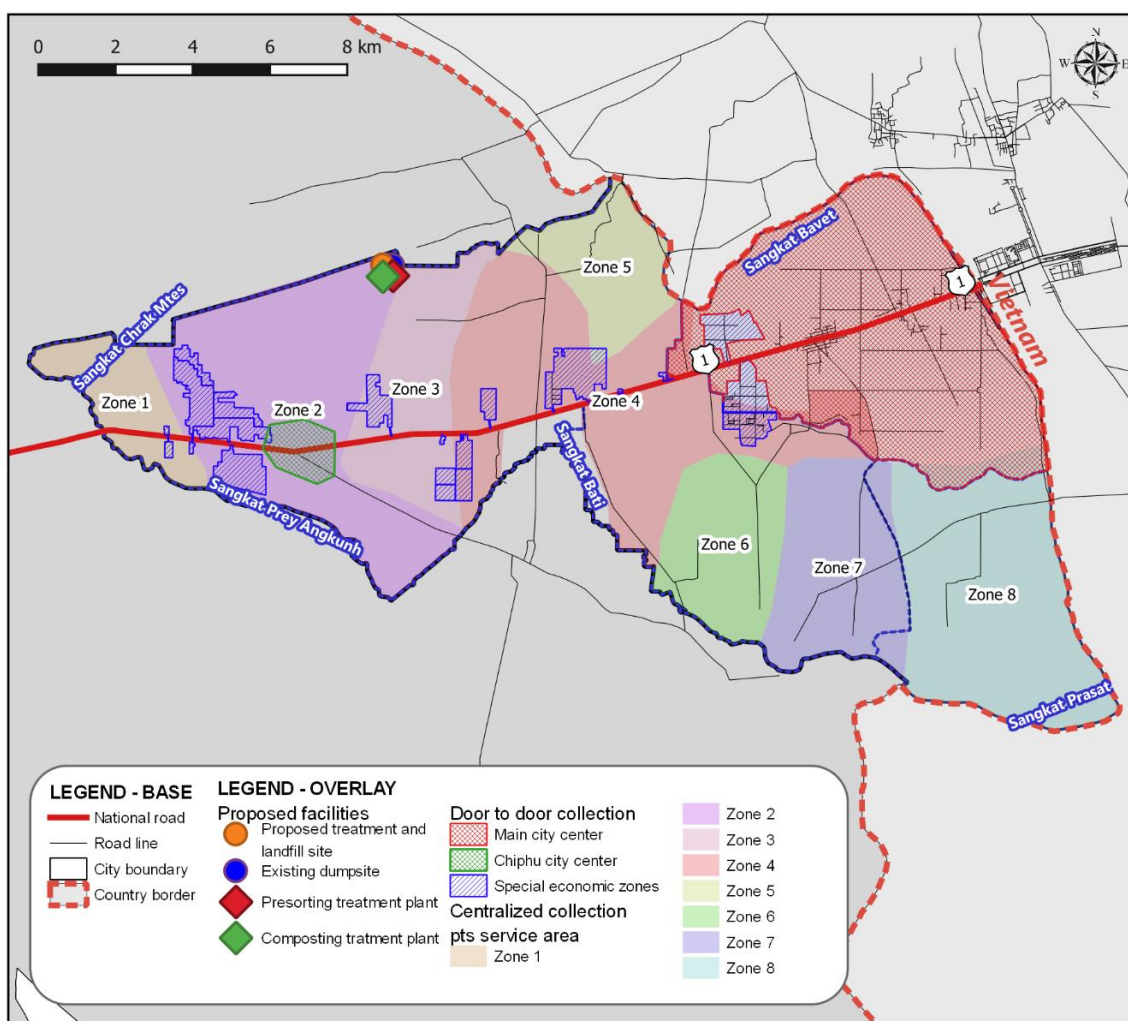 0 2 4 6 8 km
N
W E
S
Sangkat Bavet
Zone 5
1
Vietnam
Sangkat Chrak Mtes
1
Zone 3
Zone 1
Zone 2
Zone 4
Sangkat Bati
Sangkat Prey Angkunh
Zone 6
Zone 7
Zone 8
Sangkat Prasat
LEGEND - BASE
National road
Road line
City boundary
Country border
LEGEND - OVERLAY
Proposed facilities
Proposed treatment and
landfill site
Existing dumpsite
Presorting treatment plant
Composting tratment plant
Door to door collection
Main city center
Chiphu city center
Special economic zones
Centralized collection
pts service area
Zone 1
Zone 2
Zone 3
Zone 4
Zone 5
Zone 6
Zone 7
Zone 8